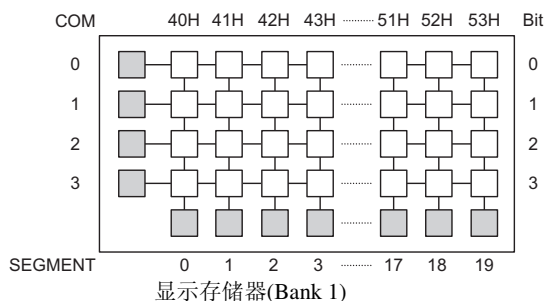 COM 40H 41H 42H 43H 51H 52H 53H Bit
0 0
1 1
2 2
3 3
SEGMENT 0 1 2 3 17 18 19
显示存储器(Bank 1)